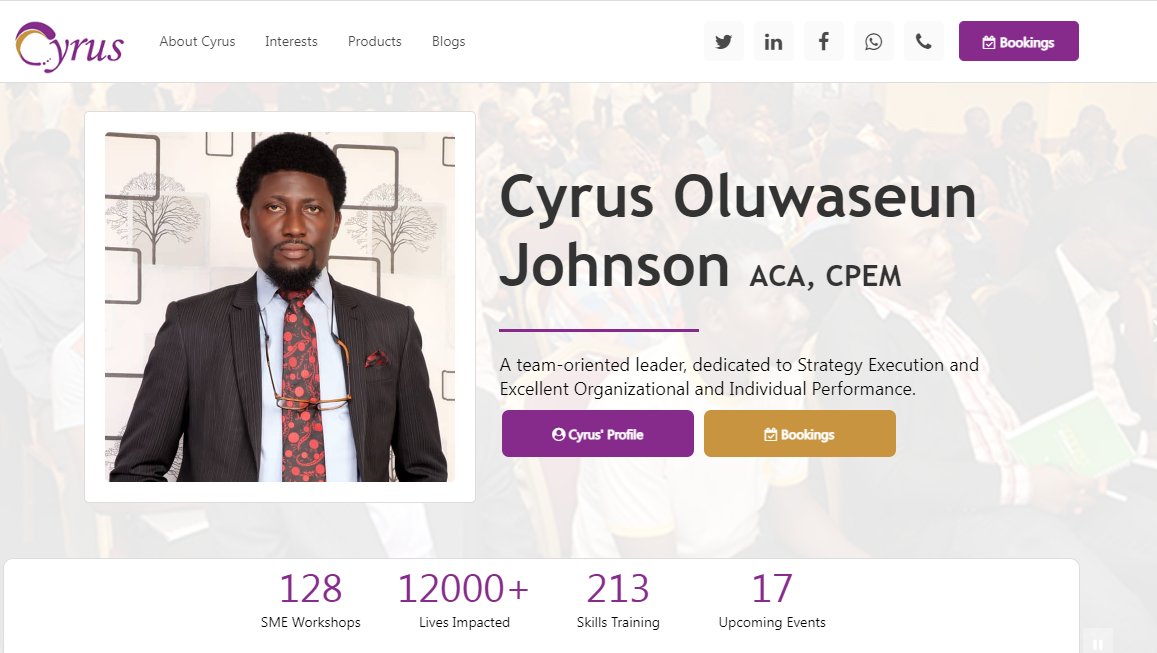 Cyrus
About Cyrus
Interests
Products
Blogs
Bookings
Cyrus Oluwaseun
Johnson ACA, CPEM
A team-oriented leader, dedicated to Strategy Execution and
Excellent Organizational and Individual Performance.
Cyrus' Profile
Bookings
128
12000+
213
17
SME Workshops
Lives Impacted
Skills Training
Upcoming Events